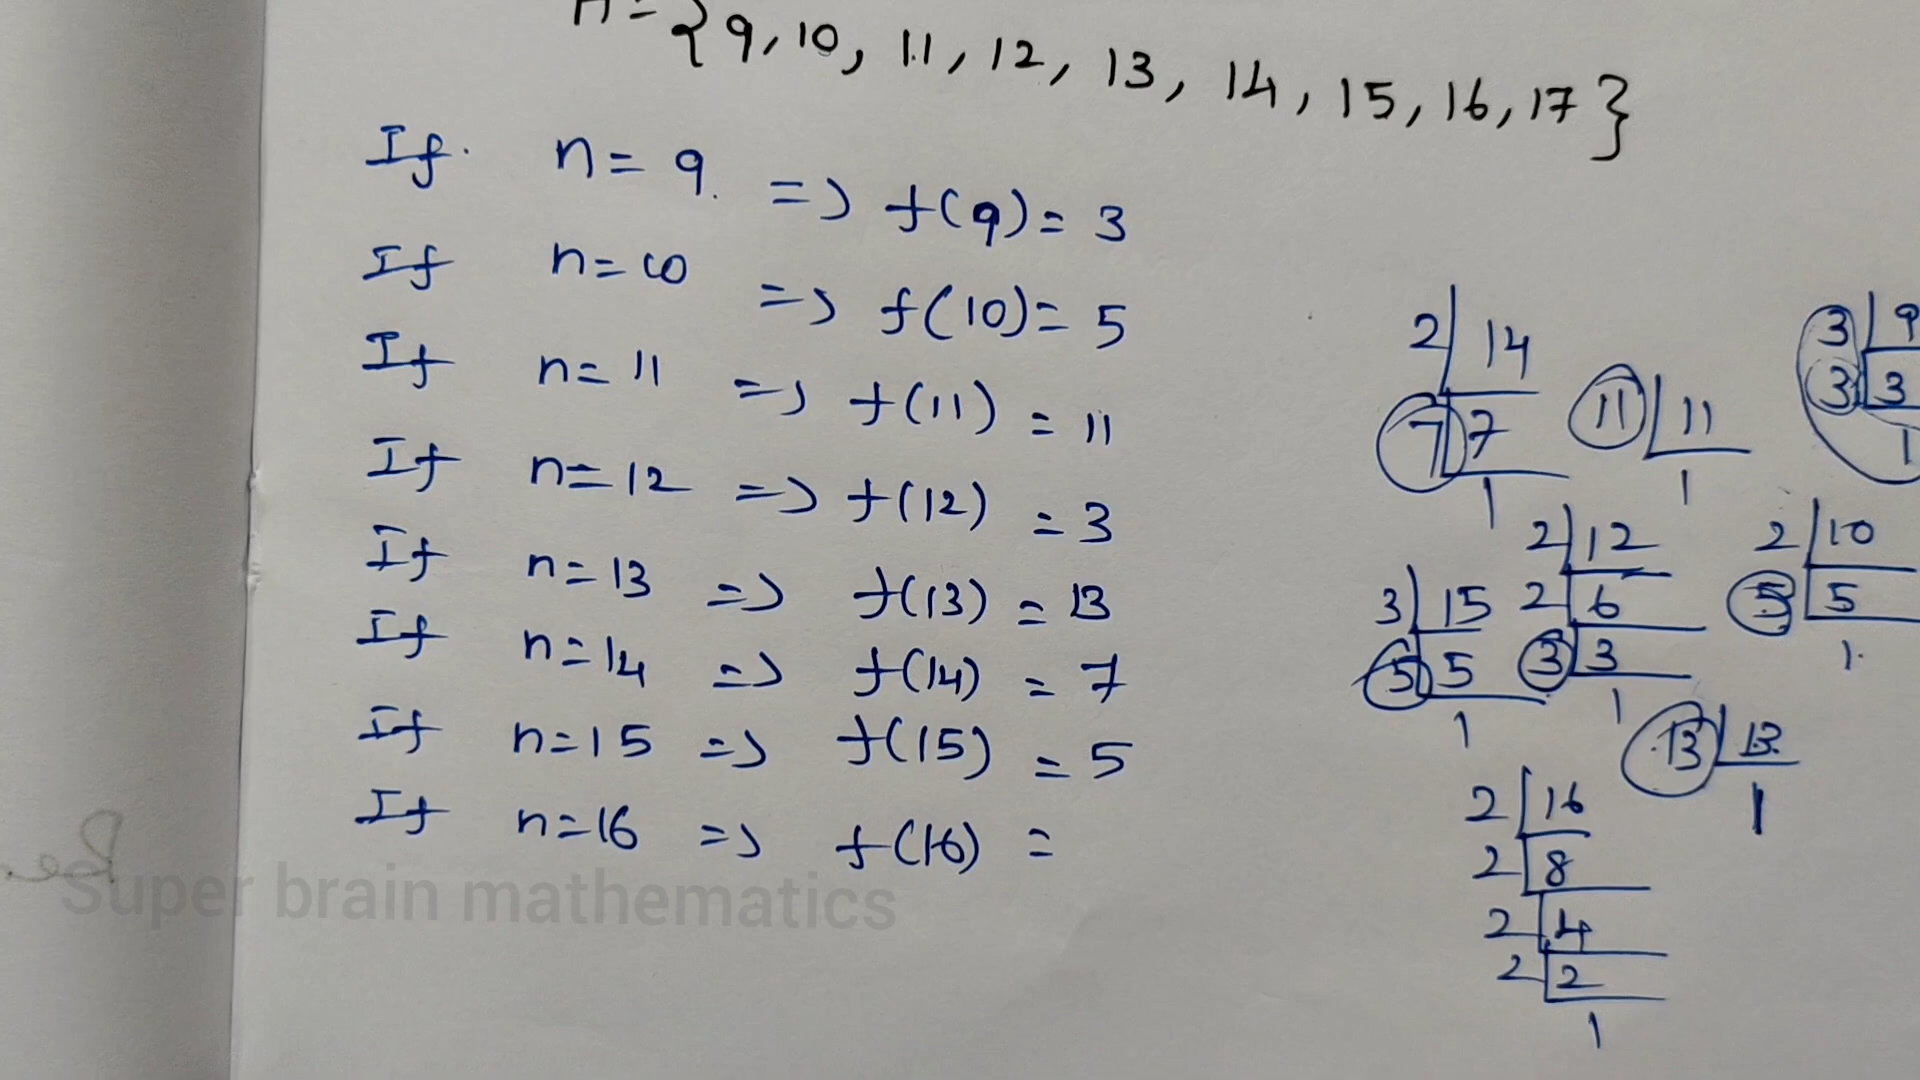 n = {9, 10, 11, 12, 13, 14, 15, 16, 17}
If n = 9 => f(9) = 3
If n = 10 => f(10) = 5
If n = 11 => f(11) = 11
If n = 12 => f(12) = 3
If n = 13 => f(13) = 13
If n = 14 => f(14) = 7
If n = 15 => f(15) = 5
If n = 16 => f(16) =
2 | 14
7 | 7
1
11 | 11
1
3 | 9
3 | 3
1
3 | 15
5 | 5
1
2 | 12
2 | 6
3 | 3
1
2 | 10
5 | 5
1
13 | 13
1
2 | 16
2 | 8
2 | 4
2 | 2
1
Super brain mathematics